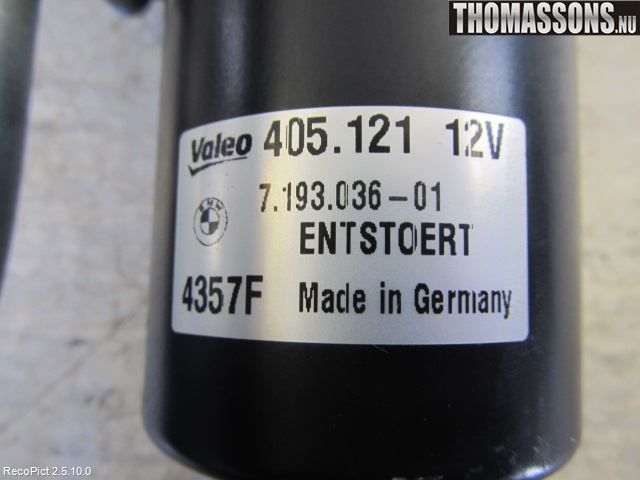 THOMASSONS.NU
Valeo 405.121 12V
7.193.036-01
BMW
ENTSTOERT
4357F Made in Germany
RecoPict 2.5.10.0